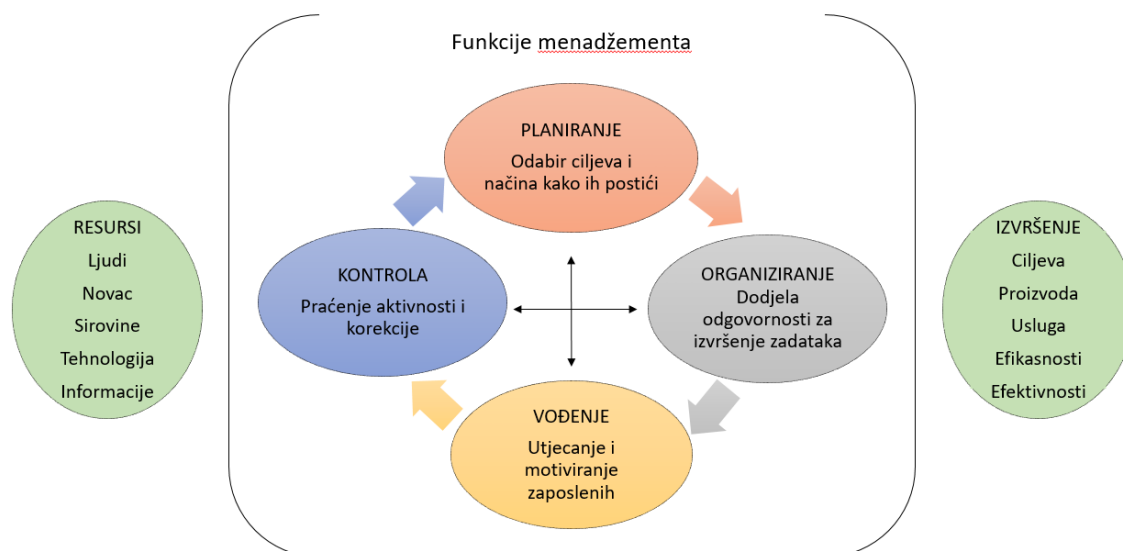 Funkcije menadžmenta
PLANIRANJE
Odabir ciljeva i
načina kako ih postići
RESURSI
Ljudi
Novac
Sirovine
Tehnologija
Informacije
KONTROLA
Praćenje aktivnosti i
korekcije
ORGANIZIRANJE
Dodjela
odgovornosti za
izvršenje zadataka
IZVRŠENJE
Ciljeva
Proizvoda
Usluga
Efikasnosti
Efektivnosti
VOĐENJE
Utjecanje i
motiviranje
zaposlenih